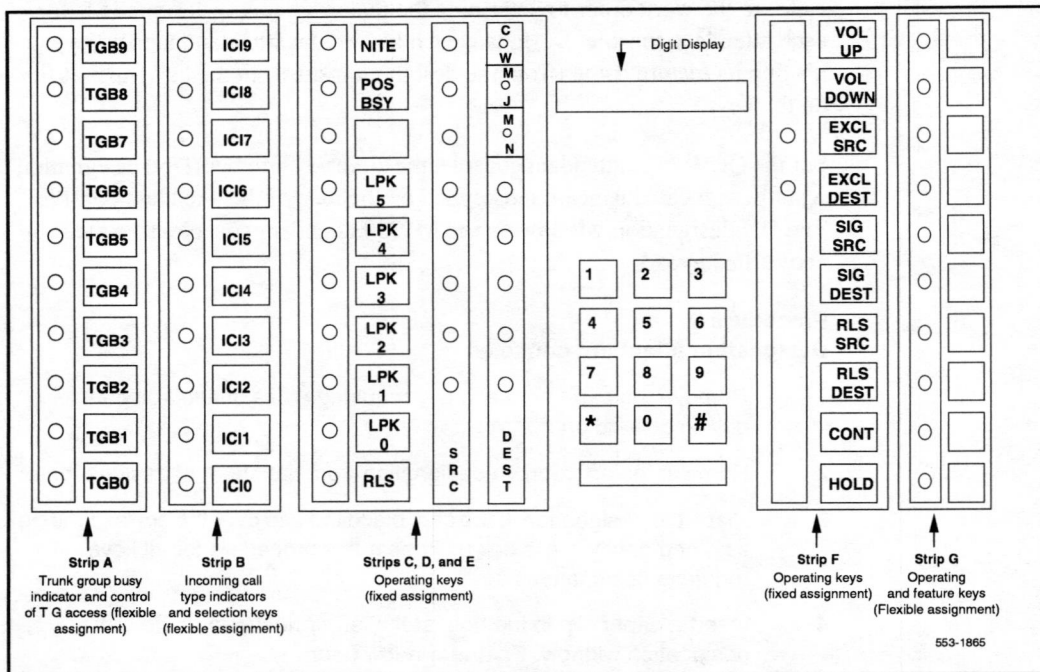 TGB9
TGB8
TGB7
TGB6
TGB5
TGB4
TGB3
TGB2
TGB1
TGB0
ICI9
ICI8
ICI7
ICI6
ICI5
ICI4
ICI3
ICI2
ICI1
ICI0
NITE
POS
BSY
LPK
5
LPK
4
LPK
3
LPK
2
LPK
1
LPK
0
RLS
SRC
CW
MJ
MN
DEST
Digit Display
1 2 3
4 5 6
7 8 9
* 0 #
VOL
UP
VOL
DOWN
EXCL
SRC
EXCL
DEST
SIG
SRC
SIG
DEST
RLS
SRC
RLS
DEST
CONT
HOLD
Strip A
Trunk group busy
indicator and control
of T G access (flexible
assignment)
Strip B
Incoming call
type indicators
and selection keys
(flexible assignment)
Strips C, D, and E
Operating keys
(fixed assignment)
Strip F
Operating keys
(fixed assignment)
Strip G
Operating
and feature keys
(Flexible assignment)
553-1865